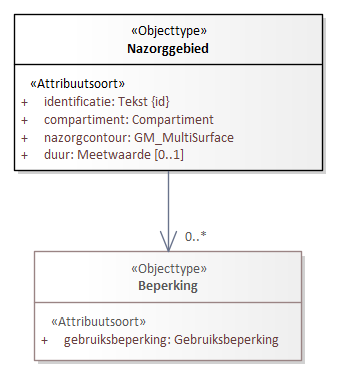 «Objecttype»
Nazorggebied
«Attribuutsoort»
+ identificatie: Tekst {id}
+ compartiment: Compartiment
+ nazorgcontour: GM_MultiSurface
+ duur: Meetwaarde [0..1]
0..*
«Objecttype»
Beperking
«Attribuutsoort»
+ gebruiksbeperking: Gebruiksbeperking